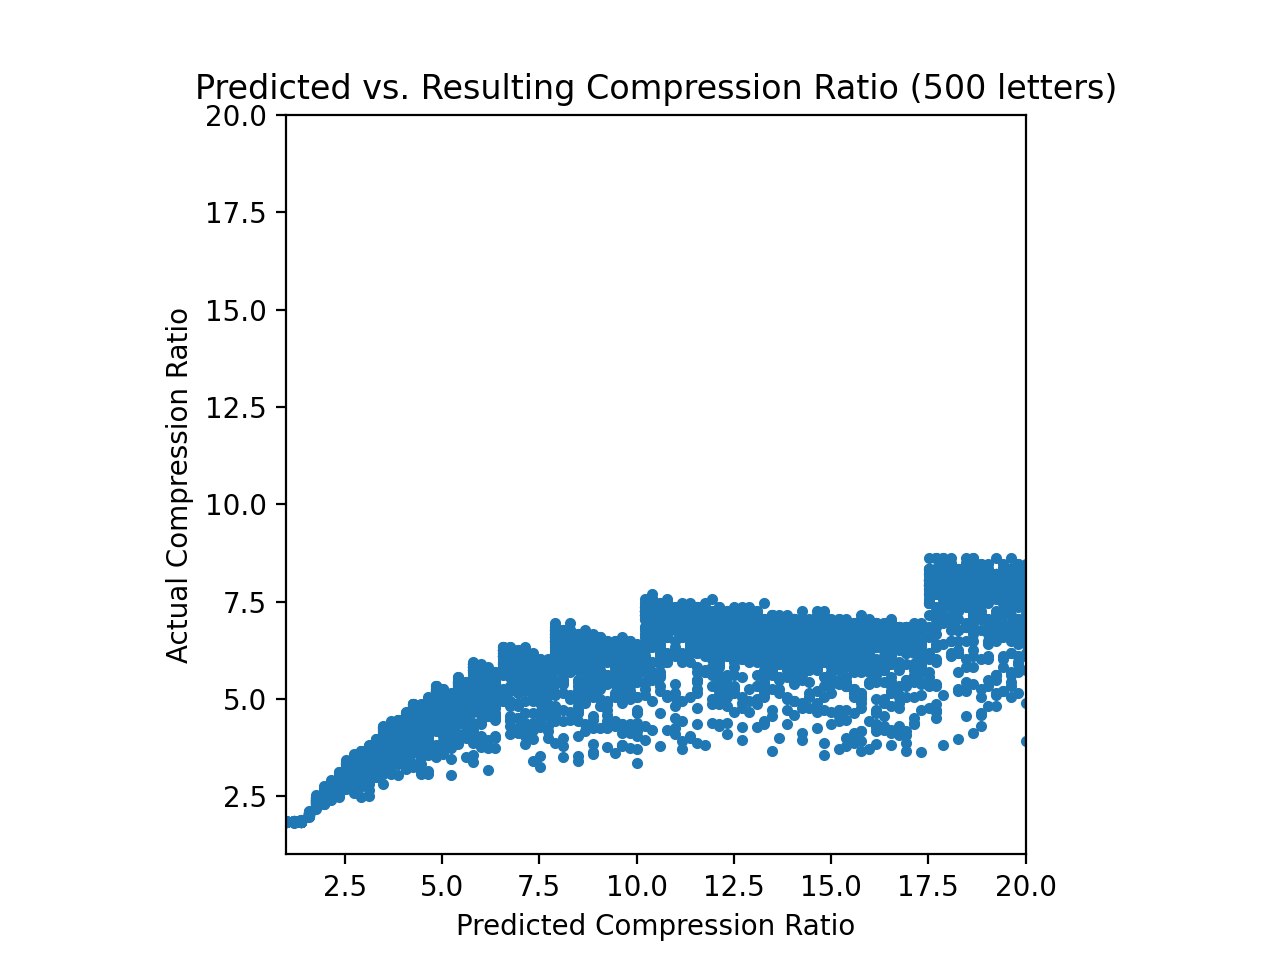 Predicted vs. Resulting Compression Ratio (500 letters)
20.0
17.5
15.0
12.5
10.0
7.5
5.0
2.5
Actual Compression Ratio
2.5 5.0 7.5 10.0 12.5 15.0 17.5 20.0
Predicted Compression Ratio